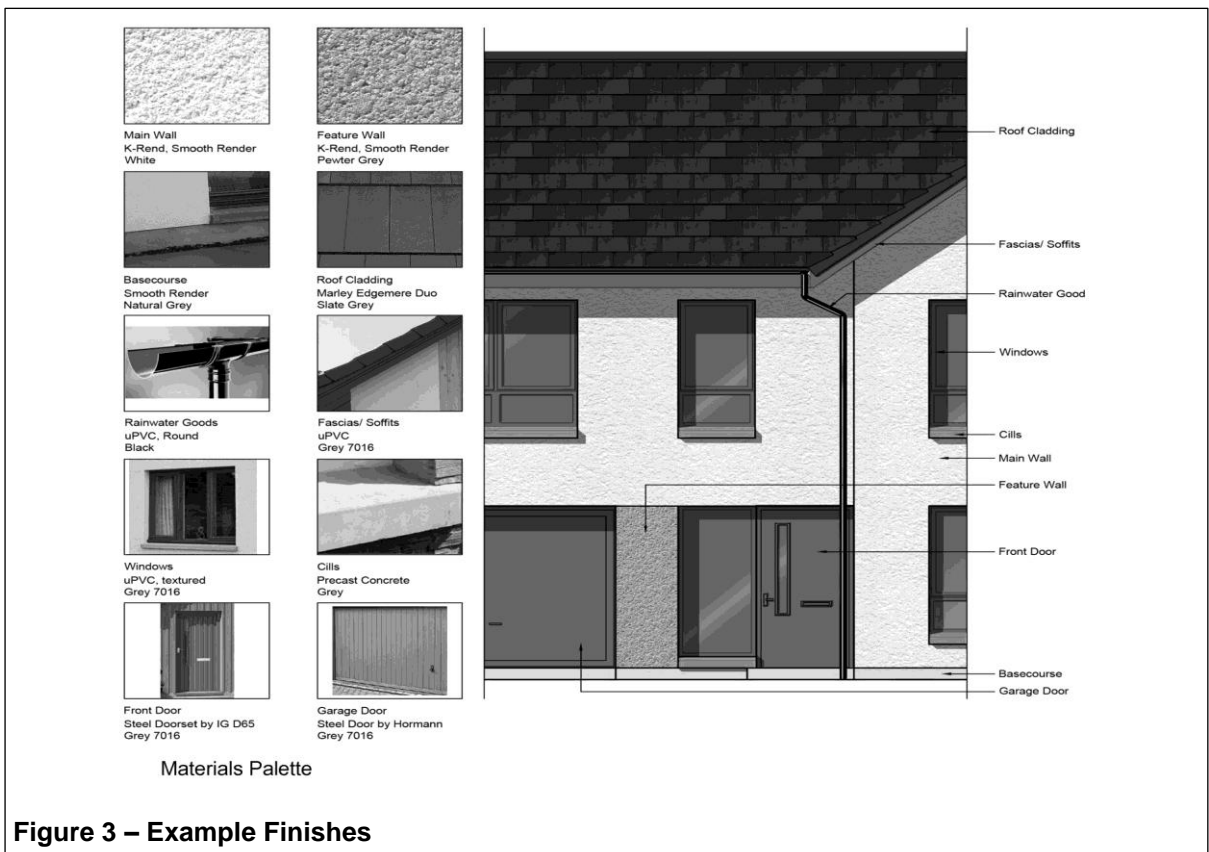 Main Wall
K-Rend, Smooth Render
White
Feature Wall
K-Rend, Smooth Render
Pewter Grey
Basecourse
Smooth Render
Natural Grey
Roof Cladding
Marley Edgemere Duo
Slate Grey
Rainwater Goods
uPVC, Round
Black
Fascias/ Soffits
uPVC
Grey 7016
Windows
uPVC, textured
Grey 7016
Cills
Precast Concrete
Grey
Front Door
Steel Doorset by IG D65
Grey 7016
Garage Door
Steel Door by Hormann
Grey 7016
Materials Palette
Roof Cladding
Fascias/ Soffits
Rainwater Good
Windows
Cills
Main Wall
Feature Wall
Front Door
Basecourse
Garage Door
Figure 3 – Example Finishes